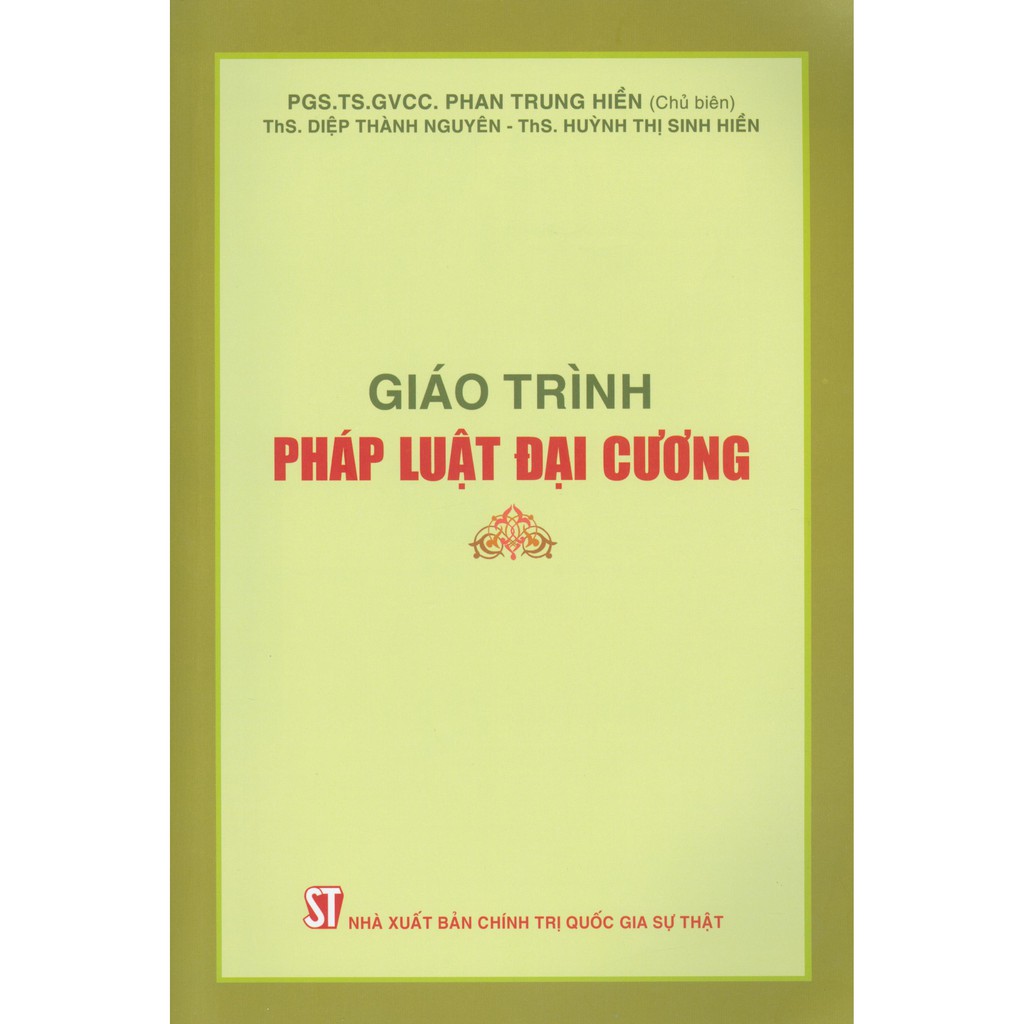 PGS.TS.GVCC. PHAN TRUNG HIỀN (Chủ biên)
ThS. DIỆP THÀNH NGUYÊN - ThS. HUỲNH THỊ SINH HIỀN
GIÁO TRÌNH
PHÁP LUẬT ĐẠI CƯƠNG
ST NHÀ XUẤT BẢN CHÍNH TRỊ QUỐC GIA SỰ THẬT